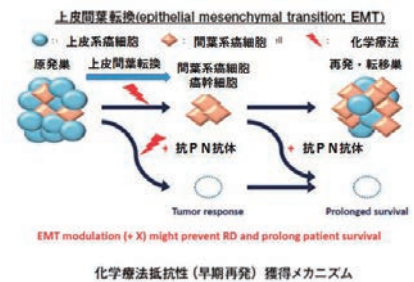 上皮間葉転換(epithelial mesenchymal transition; EMT)
: 上皮系癌細胞 : 間葉系癌細胞 : 化学療法
原発巣 上皮間葉転換 間葉系癌細胞 再発・転移巣
癌幹細胞
+ 抗PN抗体 + 抗PN抗体
Tumor response Prolonged survival
EMT modulation (+ X) might prevent RD and prolong patient survival
化学療法抵抗性（早期再発）獲得メカニズム